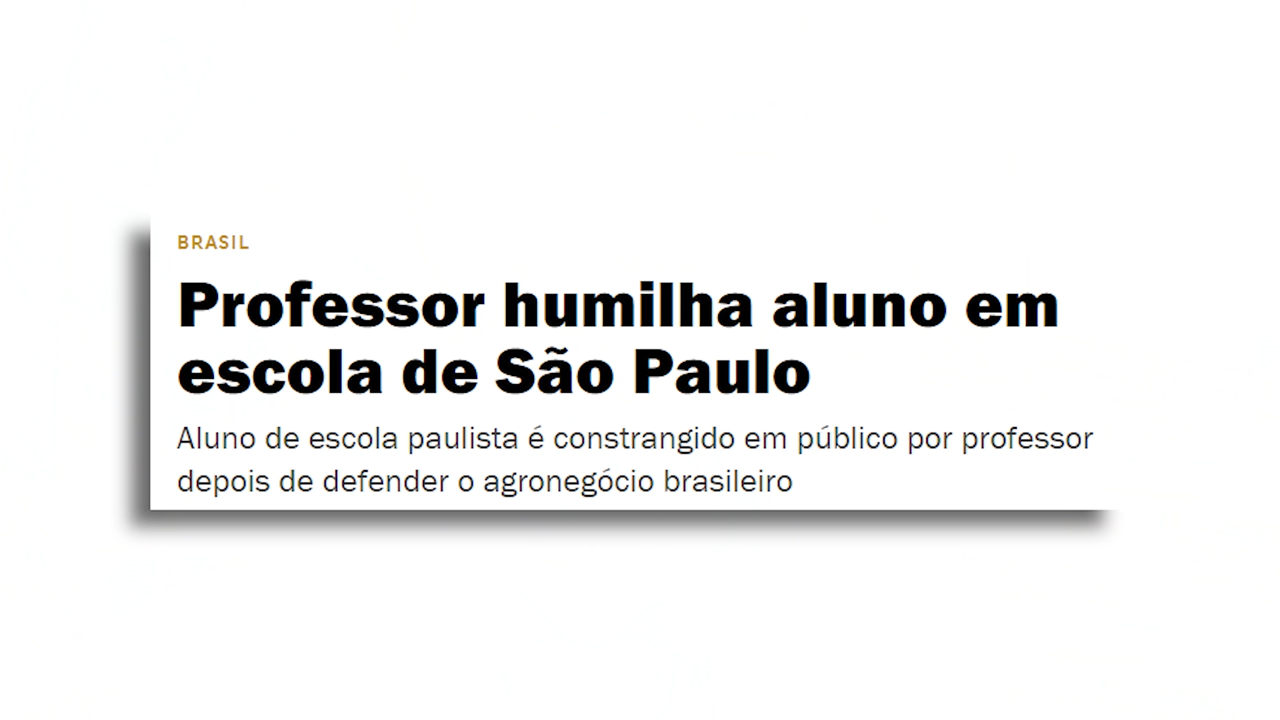 BRASIL
Professor humilha aluno em
escola de São Paulo
Aluno de escola paulista é constrangido em público por professor
depois de defender o agronegócio brasileiro